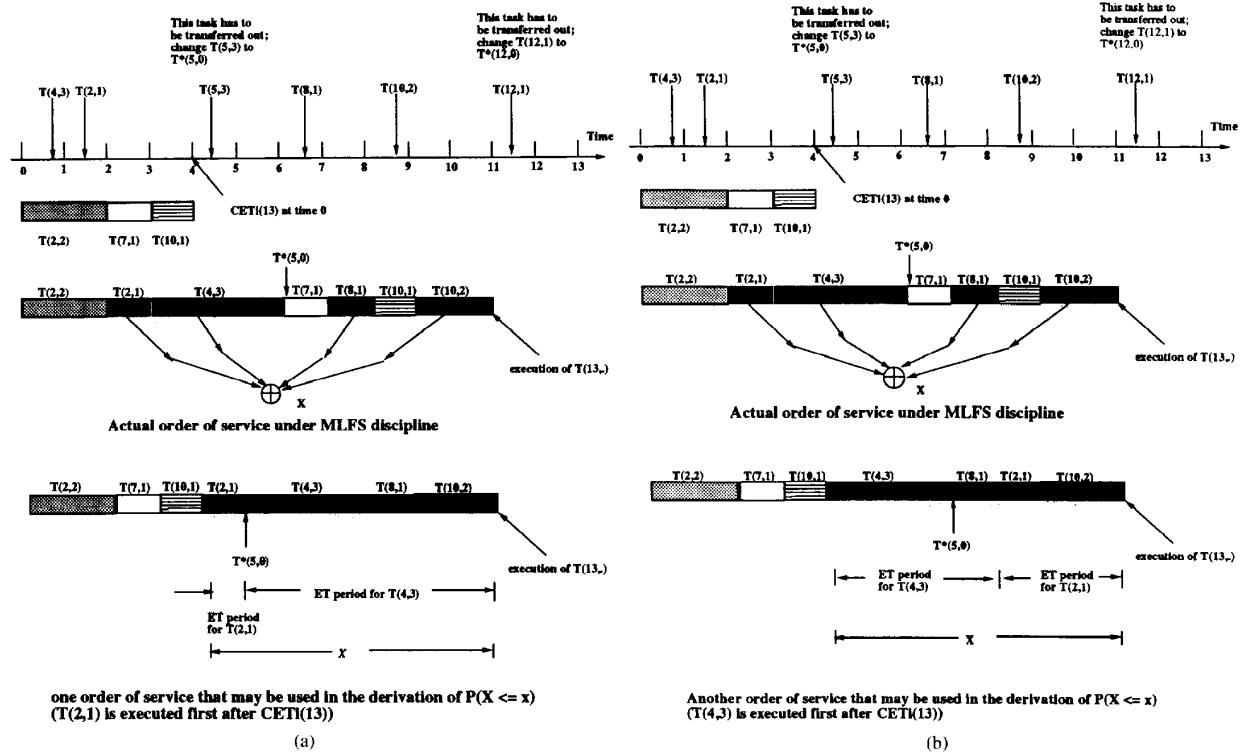 This task has to
be transferred out;
change T(5,3) to
T*(5,0)
This task has to
be transferred out;
change T(12,1) to
T*(12,0)
T(4,3) T(2,1) T(5,3) T(8,1) T(10,2) T(12,1)
Time
0 1 2 3 4 5 6 7 8 9 10 11 12 13
CETi(13) at time 0
T(2,2) T(7,1) T(10,1)
T*(5,0)
T(2,2) T(2,1) T(4,3) T(7,1) T(8,1) T(10,1) T(10,2)
execution of T(13,.)
X
Actual order of service under MLFS discipline
T(2,2) T(7,1) T(10,1) T(2,1) T(4,3) T(8,1) T(10,2)
T*(5,0)
execution of T(13,.)
ET period for T(4,3)
ET period
for T(2,1)
X
one order of service that may be used in the derivation of P(X <= x)
(T(2,1) is executed first after CETi(13))
(a)
This task has to
be transferred out;
change T(5,3) to
T*(5,0)
This task has to
be transferred out;
change T(12,1) to
T*(12,0)
T(4,3) T(2,1) T(5,3) T(8,1) T(10,2) T(12,1)
Time
0 1 2 3 4 5 6 7 8 9 10 11 12 13
CETi(13) at time 0
T(2,2) T(7,1) T(10,1)
T*(5,0)
T(2,2) T(2,1) T(4,3) T(7,1) T(8,1) T(10,1) T(10,2)
execution of T(13,.)
X
Actual order of service under MLFS discipline
T(2,2) T(7,1) T(10,1) T(4,3) T(8,1) T(2,1) T(10,2)
T*(5,0)
execution of T(13,.)
ET period
for T(4,3)
ET period
for T(2,1)
X
Another order of service that may be used in the derivation of P(X <= x)
(T(4,3) is executed first after CETi(13))
(b)